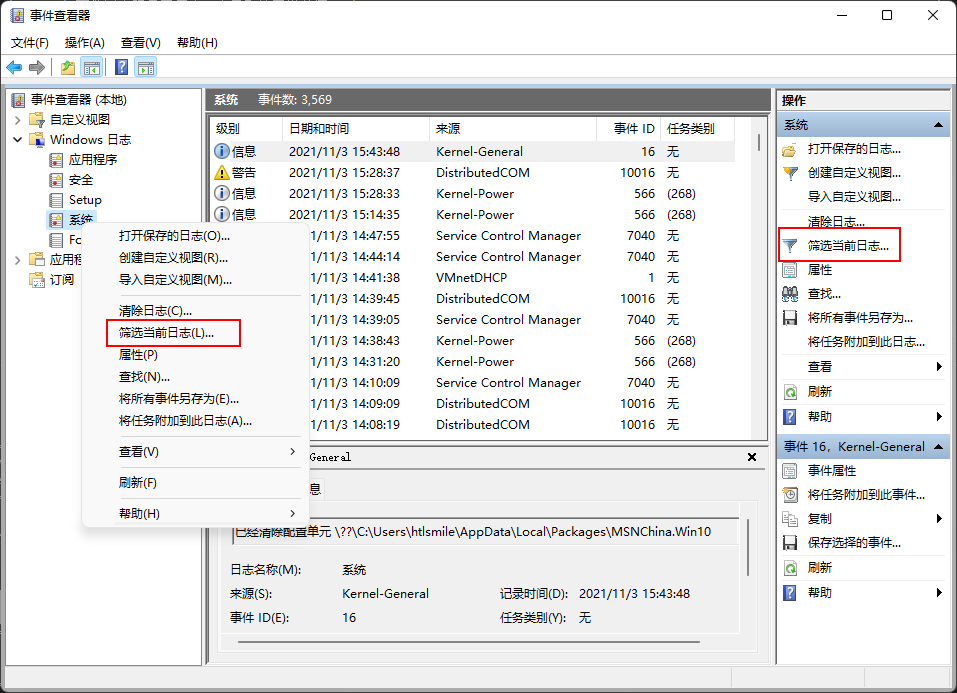 事件查看器
文件(F) 操作(A) 查看(V) 帮助(H)
事件查看器 (本地)
自定义视图
Windows 日志
应用程序
安全
Setup
系统
Fo
应用程
订阅
打开保存的日志(O)...
创建自定义视图(R)...
导入自定义视图(M)...
清除日志(C)...
筛选当前日志(L)...
属性(P)
查找(N)...
将所有事件另存为(E)...
将任务附加到此日志(A)...
查看(V)
刷新(F)
帮助(H)
系统 事件数: 3,569
级别 日期和时间 来源 事件 ID 任务类别
信息 2021/11/3 15:43:48 Kernel-General 16 无
警告 2021/11/3 15:28:37 DistributedCOM 10016 无
信息 2021/11/3 15:28:33 Kernel-Power 566 (268)
信息 2021/11/3 15:14:35 Kernel-Power 566 (268)
1/11/3 14:47:55 Service Control Manager 7040 无
1/11/3 14:44:14 Service Control Manager 7040 无
1/11/3 14:41:38 VMnetDHCP 1 无
1/11/3 14:39:45 DistributedCOM 10016 无
1/11/3 14:39:05 Service Control Manager 7040 无
1/11/3 14:38:43 Kernel-Power 566 (268)
1/11/3 14:31:20 Kernel-Power 566 (268)
1/11/3 14:10:09 Service Control Manager 7040 无
1/11/3 14:09:09 DistributedCOM 10016 无
1/11/3 14:08:19 DistributedCOM 10016 无
General
息
已经清除配置单元 \??\C:\Users\htlsmile\AppData\Local\Packages\MSNChina.Win10
日志名称(M): 系统
来源(S): Kernel-General 记录时间(D): 2021/11/3 15:43:48
事件 ID(E): 16 任务类别(Y): 无
操作
系统
打开保存的日志...
创建自定义视图...
导入自定义视图...
清除日志...
筛选当前日志...
属性
查找...
将所有事件另存为...
将任务附加到此日志...
查看
刷新
帮助
事件 16，Kernel-General
事件属性
将任务附加到此事件...
复制
保存选择的事件...
刷新
帮助